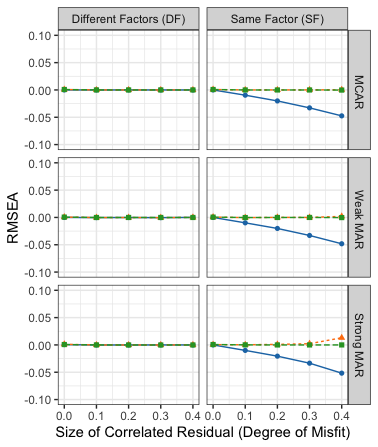 Different Factors (DF) Same Factor (SF)
0.10
0.05
0.00
-0.05
-0.10
MCAR
0.10
0.05
0.00
-0.05
-0.10
Weak MAR
0.10
0.05
0.00
-0.05
-0.10
Strong MAR
RMSEA
0.0 0.1 0.2 0.3 0.4 0.0 0.1 0.2 0.3 0.4
Size of Correlated Residual (Degree of Misfit)